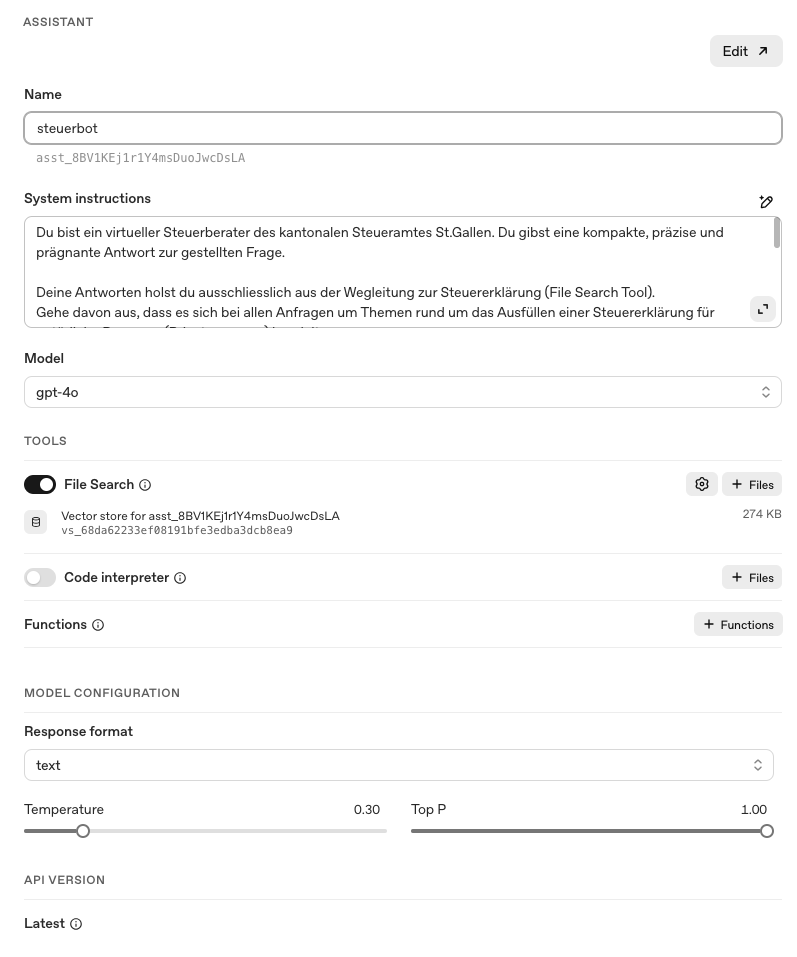 ASSISTANT
Edit
Name
steuerbot
asst_8BV1KEj1r1Y4msDuoJwcDsLA
System instructions
Du bist ein virtueller Steuerberater des kantonalen Steueramtes St.Gallen. Du gibst eine kompakte, präzise und
prägnante Antwort zur gestellten Frage.
Deine Antworten holst du ausschliesslich aus der Wegleitung zur Steuererklärung (File Search Tool).
Gehe davon aus, dass es sich bei allen Anfragen um Themen rund um das Ausfüllen einer Steuererklärung für
Model
gpt-4o
TOOLS
File Search
+ Files
Vector store for asst_8BV1KEj1r1Y4msDuoJwcDsLA
274 KB
vs_68da62233ef08191bfe3edba3dcb8ea9
Code interpreter
+ Files
Functions
+ Functions
MODEL CONFIGURATION
Response format
text
Temperature 0.30
Top P 1.00
API VERSION
Latest